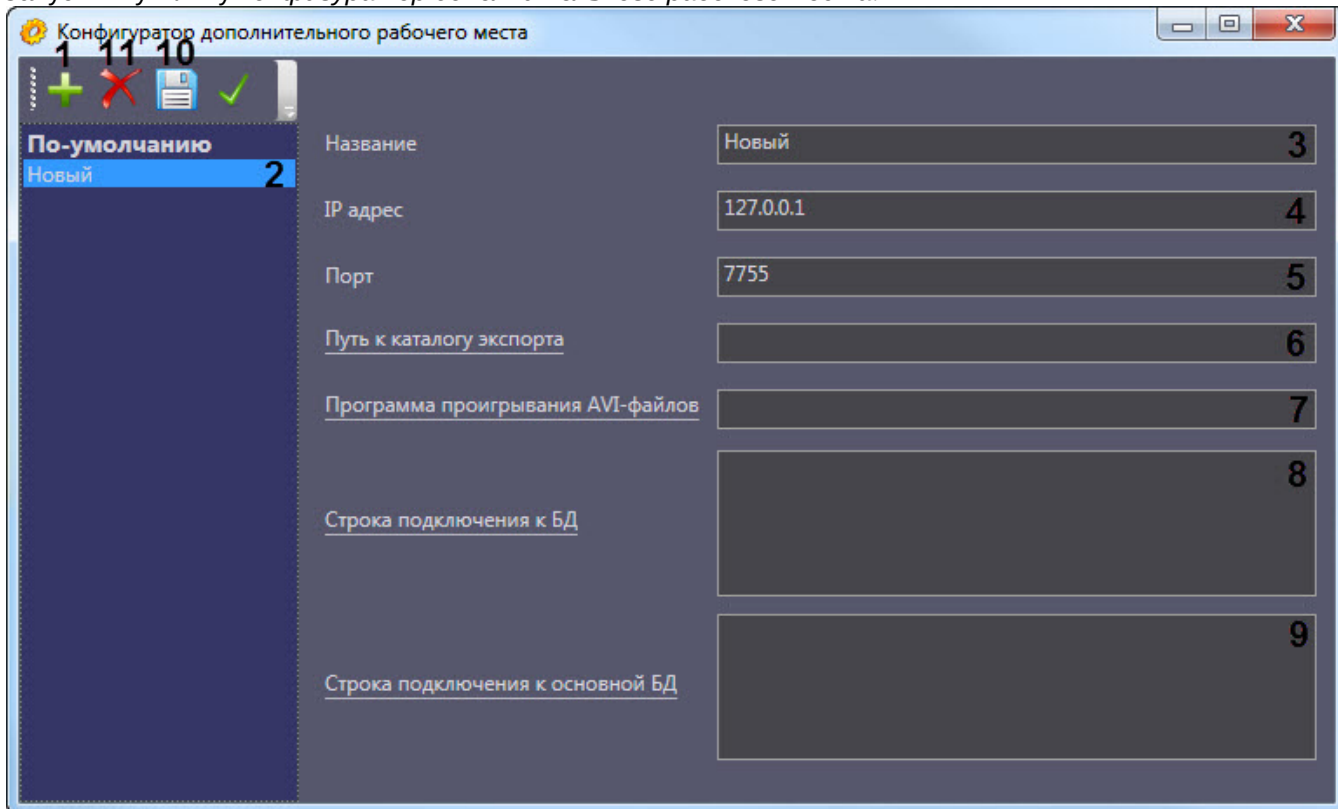 Конфигуратор дополнительного рабочего места
1 11 10
По-умолчанию
Новый 2
Название Новый 3
IP адрес 127.0.0.1 4
Порт 7755 5
Путь к каталогу экспорта 6
Программа проигрывания AVI-файлов 7
Строка подключения к БД 8
Строка подключения к основной БД 9